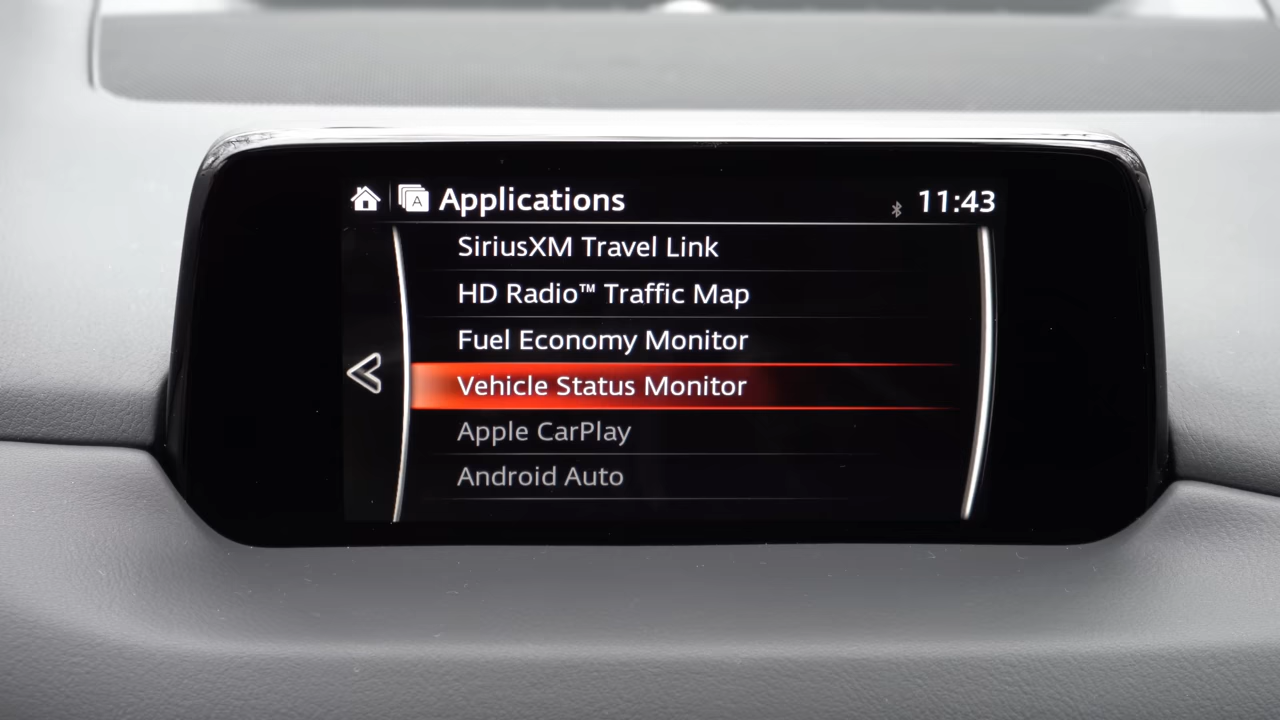 A Applications 11:43
SiriusXM Travel Link
HD Radio™ Traffic Map
Fuel Economy Monitor
Vehicle Status Monitor
Apple CarPlay
Android Auto